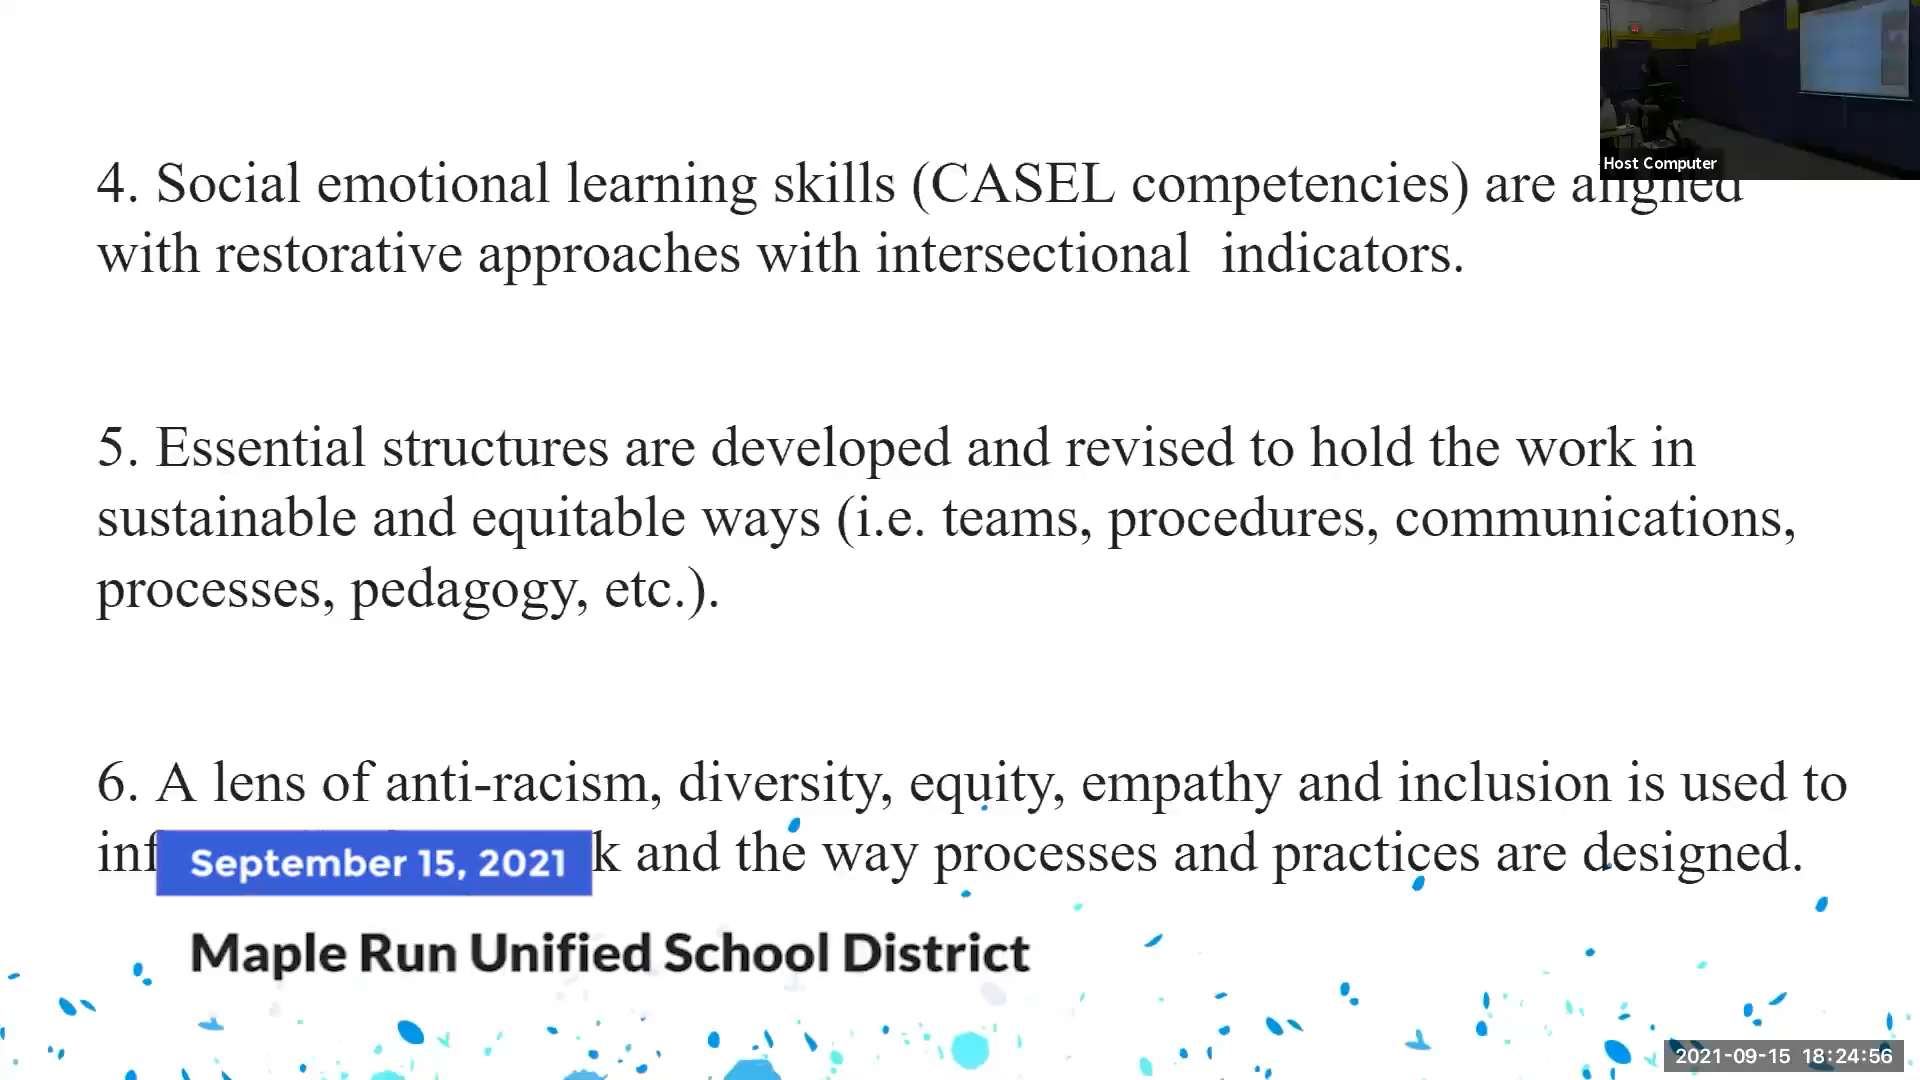 Host Computer
4. Social emotional learning skills (CASEL competencies) are aligned
with restorative approaches with intersectional indicators.
5. Essential structures are developed and revised to hold the work in
sustainable and equitable ways (i.e. teams, procedures, communications,
processes, pedagogy, etc.).
6. A lens of anti-racism, diversity, equity, empathy and inclusion is used to
and the way processes and practices are designed.
September 15, 2021
Maple Run Unified School District
2021-09-15 18:24:56